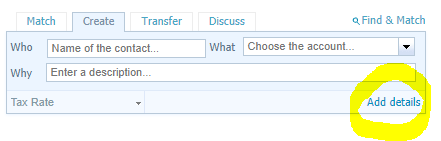 Match Create Transfer Discuss Find & Match
Who Name of the contact... What Choose the account...
Why Enter a description...
Tax Rate Add details